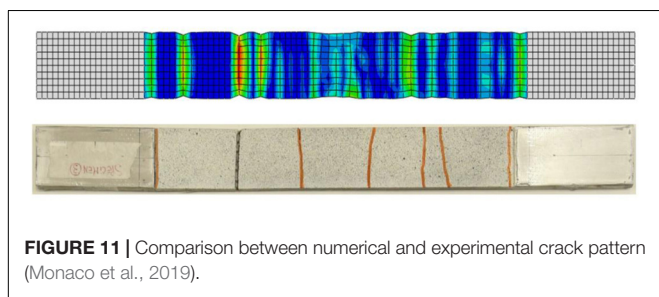 FIGURE 11 | Comparison between numerical and experimental crack pattern
(Monaco et al., 2019).